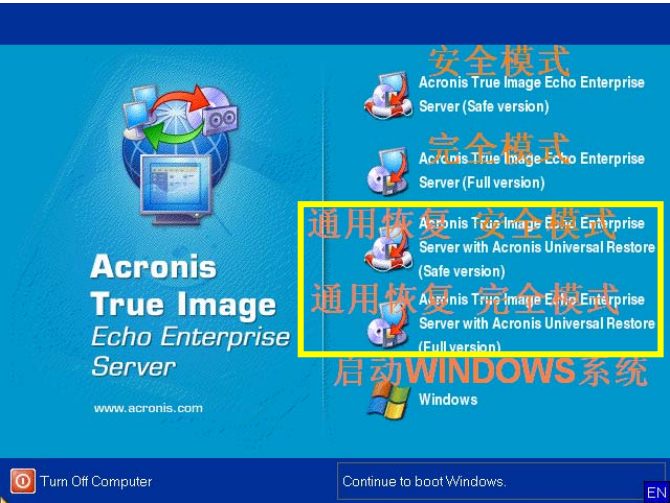 安全模式
Acronis True Image Echo Enterprise
Server (Safe version)
完全模式
Acronis True Image Echo Enterprise
Server (Full version)
通用恢复 安全模式
Acronis True Image Echo Enterprise
Server with Acronis Universal Restore
(Safe version)
通用恢复 完全模式
Acronis True Image Echo Enterprise
Server with Acronis Universal Restore
(Full version)
启动WINDOWS系统
Windows
Acronis
True Image
Echo Enterprise
Server
www.acronis.com
Turn Off Computer
Continue to boot Windows.
EN